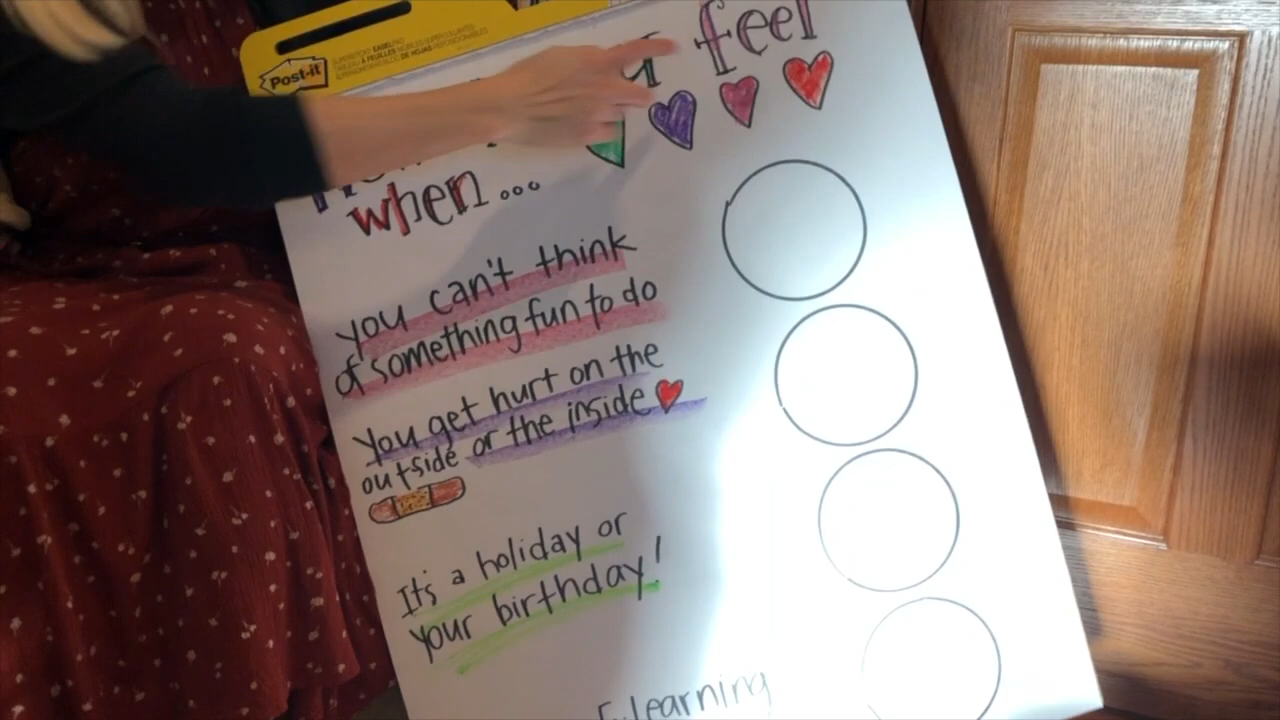 Post-it
feel
when...
you can't think
of something fun to do
You get hurt on the
outside or the inside
It's a holiday or
your birthday!
learning